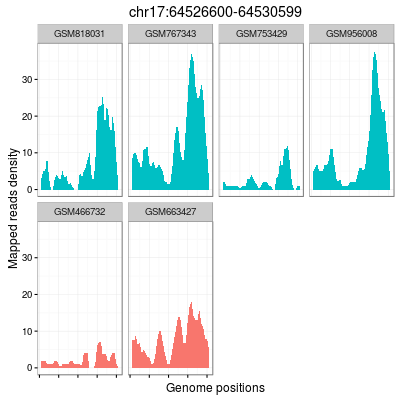 chr17:64526600-64530599
GSM818031 GSM767343 GSM753429 GSM956008
30
20
10
0
GSM466732 GSM663427
30
20
10
0
Mapped reads density
Genome positions